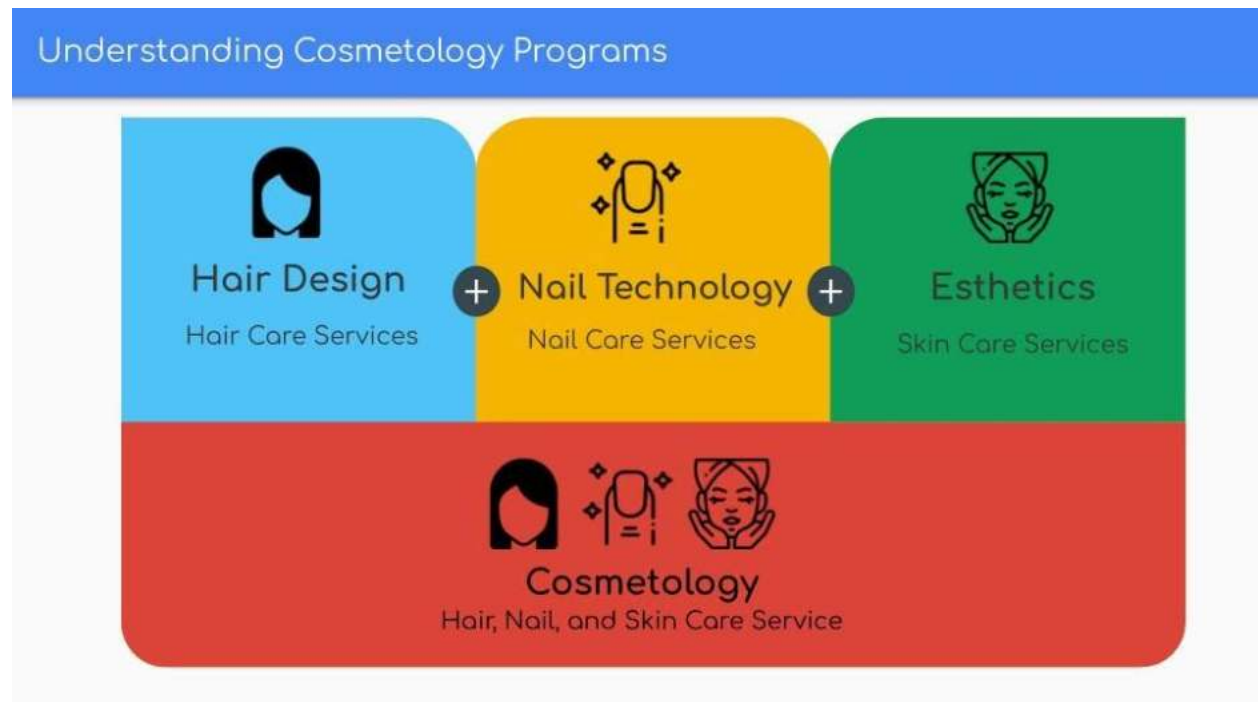 Understanding Cosmetology Programs
Hair Design
Hair Care Services
+
Nail Technology
Nail Care Services
+
Esthetics
Skin Care Services
Cosmetology
Hair, Nail, and Skin Care Service